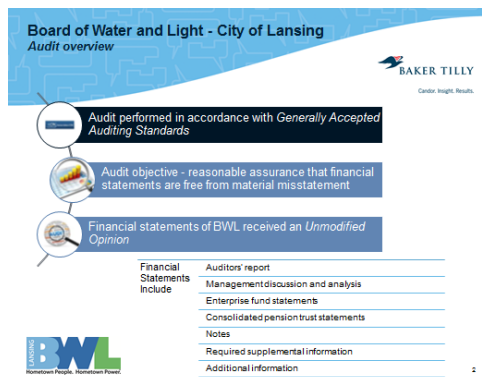 Board of Water and Light - City of Lansing
Audit overview
BAKER TILLY
Candor. Insight. Results.
Audit performed in accordance with Generally Accepted
Auditing Standards
Audit objective - reasonable assurance that financial
statements are free from material misstatement
Financial statements of BWL received an Unmodified
Opinion
Financial
Statements
Include
Auditors' report
Management discussion and analysis
Enterprise fund statements
Consolidated pension trust statements
Notes
Required supplemental information
Additional information
LANSING
BWL
Hometown People. Hometown Power.
2